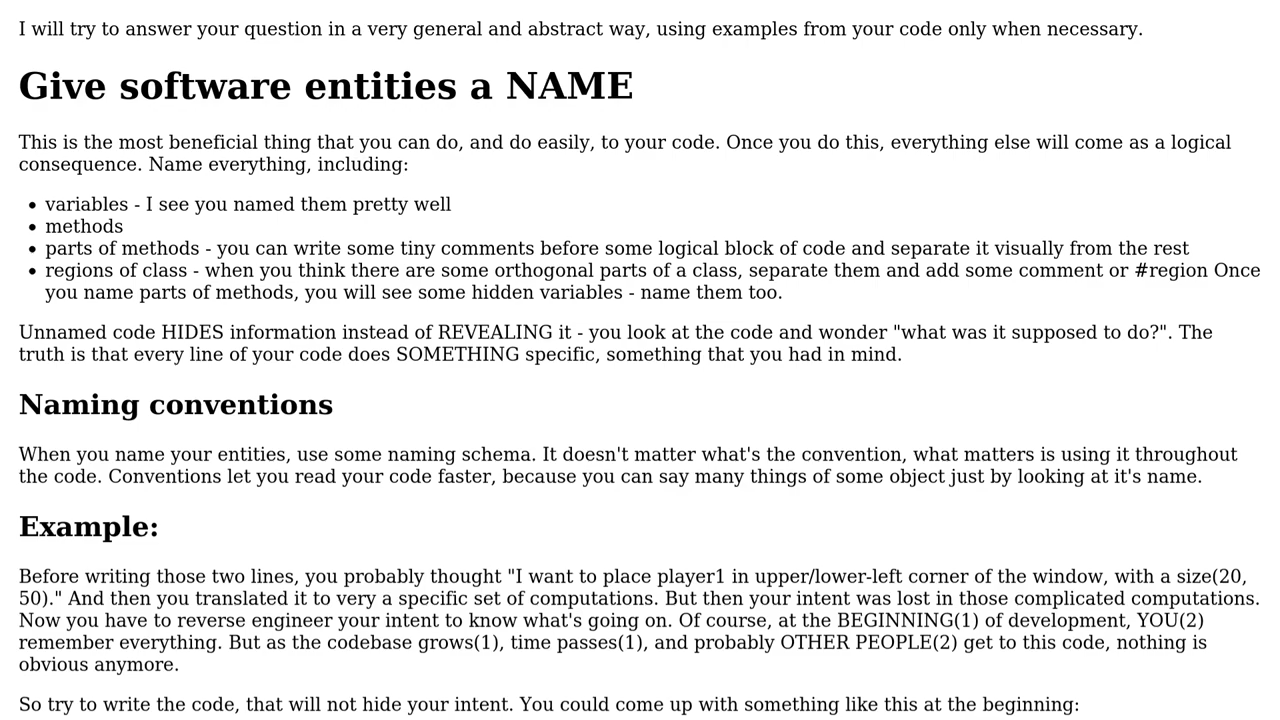 I will try to answer your question in a very general and abstract way, using examples from your code only when necessary.
Give software entities a NAME
This is the most beneficial thing that you can do, and do easily, to your code. Once you do this, everything else will come as a logical
consequence. Name everything, including:
• variables - I see you named them pretty well
• methods
• parts of methods - you can write some tiny comments before some logical block of code and separate it visually from the rest
• regions of class - when you think there are some orthogonal parts of a class, separate them and add some comment or #region Once
you name parts of methods, you will see some hidden variables - name them too.
Unnamed code HIDES information instead of REVEALING it - you look at the code and wonder "what was it supposed to do?". The
truth is that every line of your code does SOMETHING specific, something that you had in mind.
Naming conventions
When you name your entities, use some naming schema. It doesn't matter what's the convention, what matters is using it throughout
the code. Conventions let you read your code faster, because you can say many things of some object just by looking at it's name.
Example:
Before writing those two lines, you probably thought "I want to place player1 in upper/lower-left corner of the window, with a size(20,
50)." And then you translated it to very a specific set of computations. But then your intent was lost in those complicated computations.
Now you have to reverse engineer your intent to know what's going on. Of course, at the BEGINNING(1) of development, YOU(2)
remember everything. But as the codebase grows(1), time passes(1), and probably OTHER PEOPLE(2) get to this code, nothing is
obvious anymore.
So try to write the code, that will not hide your intent. You could come up with something like this at the beginning: